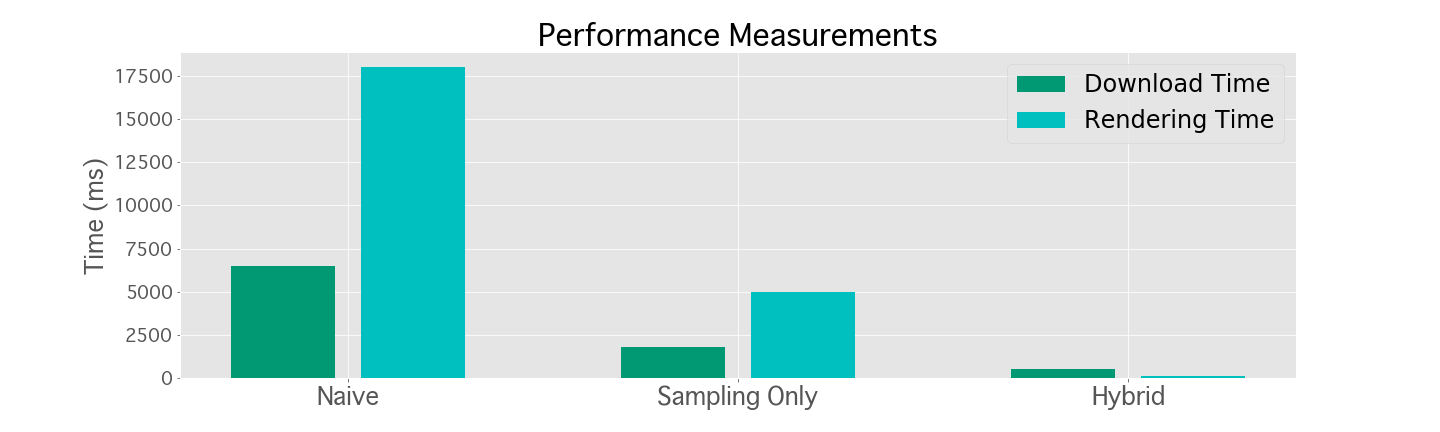 Performance Measurements
Time (ms)
17500
15000
12500
10000
7500
5000
2500
0
Download Time
Rendering Time
Naive
Sampling Only
Hybrid